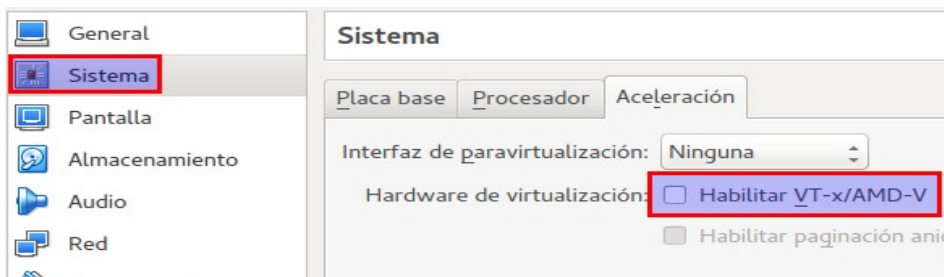 General
Sistema
Pantalla
Almacenamiento
Audio
Red
Sistema
Placa base Procesador Aceleración
Interfaz de paravirtualización: Ninguna
Hardware de virtualización: Habilitar VT-x/AMD-V
Habilitar paginación